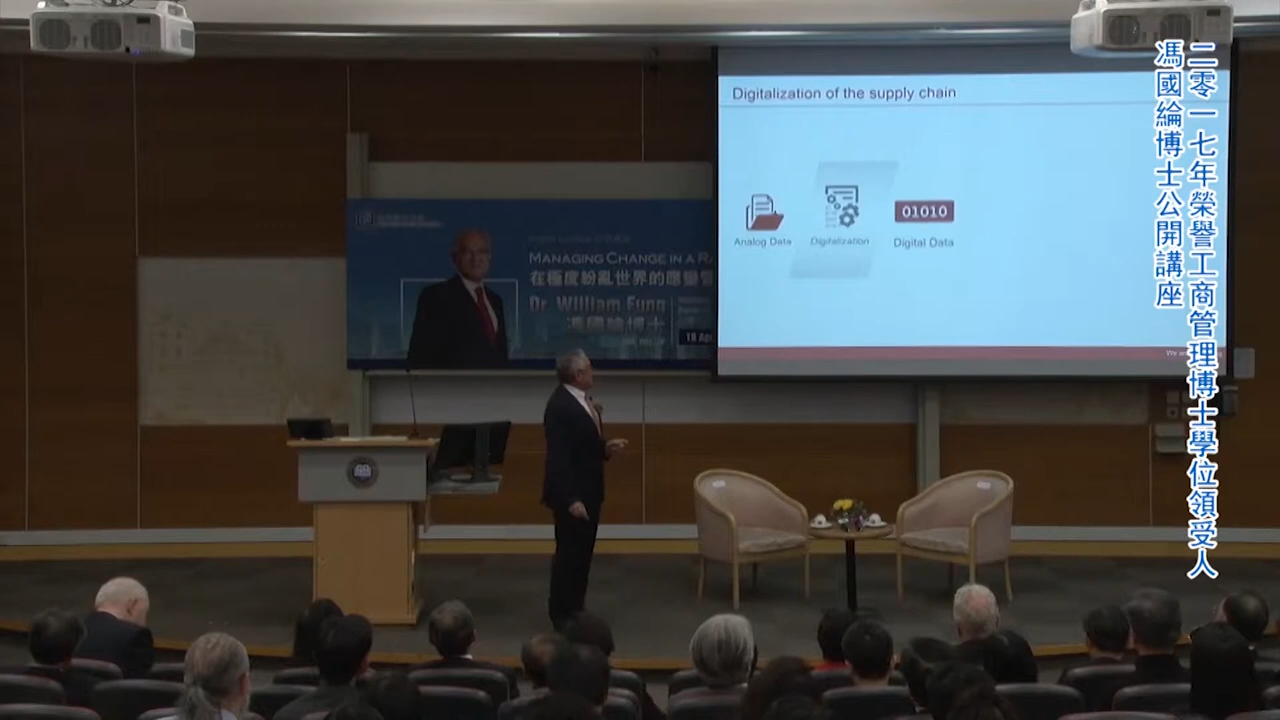 二零一七年榮譽工商管理博士學位領受人
馮國綸博士公開講座
Digitalization of the supply chain
01010
Analog Data
Digitalization
Digital Data
MANAGING CHANGE IN A
在極度紛亂世界的應變
Dr. William Fung
馮國綸博士
18
We